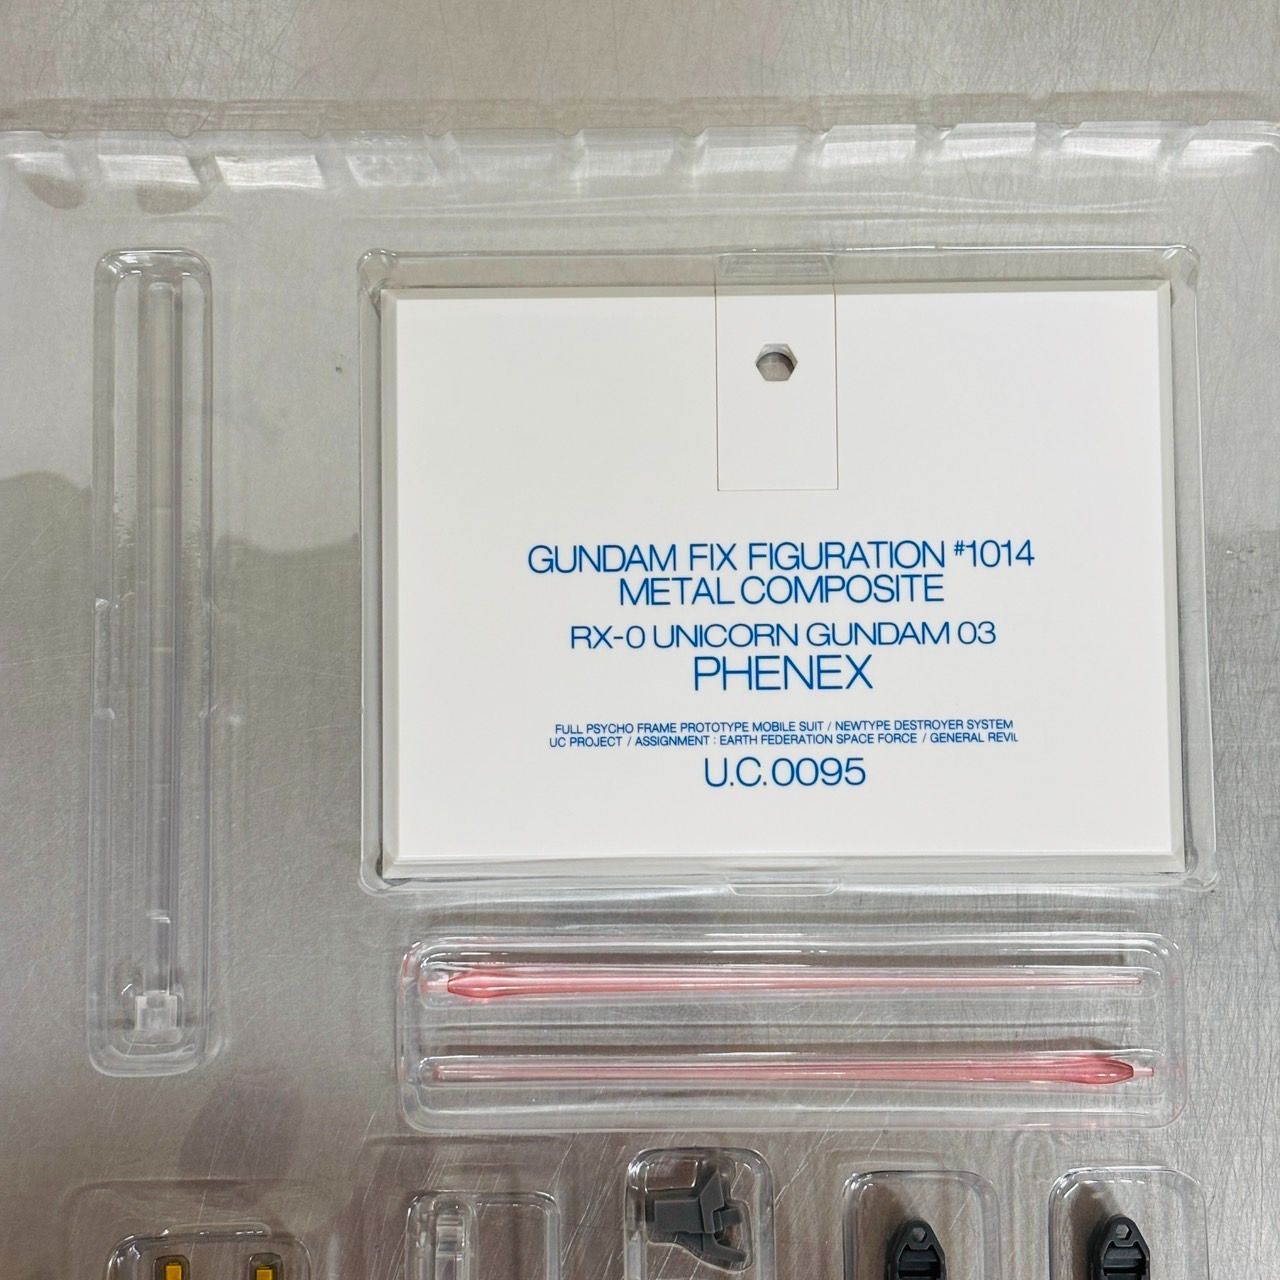 GUNDAM FIX FIGURATION #1014
METAL COMPOSITE
RX-0 UNICORN GUNDAM 03
PHENEX
FULL PSYCHO FRAME PROTOTYPE MOBILE SUIT / NEWTYPE DESTROYER SYSTEM
UC PROJECT / ASSIGNMENT : EARTH FEDERATION SPACE FORCE / GENERAL REVIL
U.C.0095